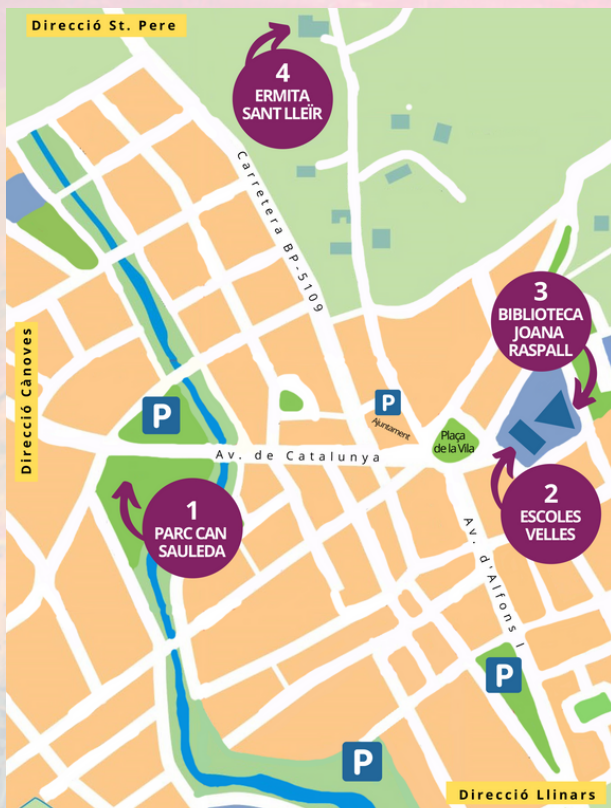 Direcció St. Pere
4
ERMITA
SANT LLEÏR
Carretera BP-5109
3
BIBLIOTECA
JOANA
RASPALL
Direcció Cànoves
P
P
Ajuntament
Plaça
de la Vila
Av. de Catalunya
1
PARC CAN
SAULEDA
2
ESCOLES
VELLES
Av. d'Alfons I
P
P
Direcció Llinars